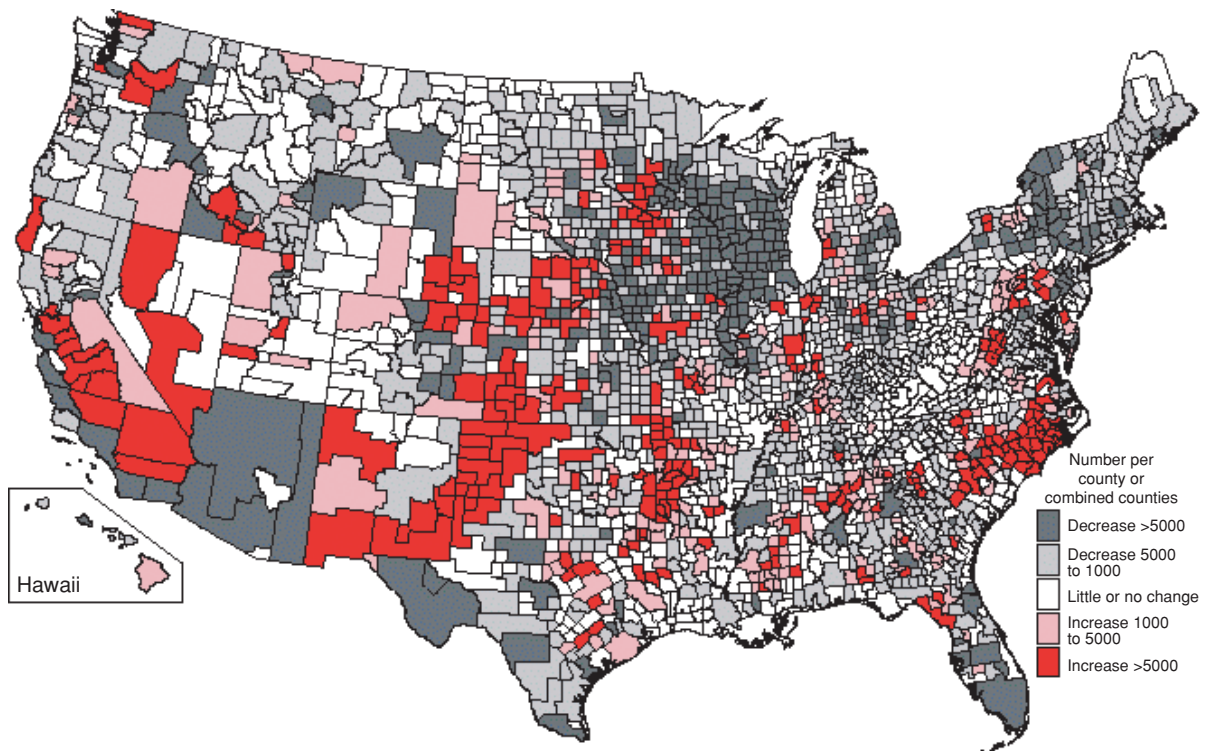 Hawaii
Number per
county or
combined counties
Decrease >5000
Decrease 5000
to 1000
Little or no change
Increase 1000
to 5000
Increase >5000